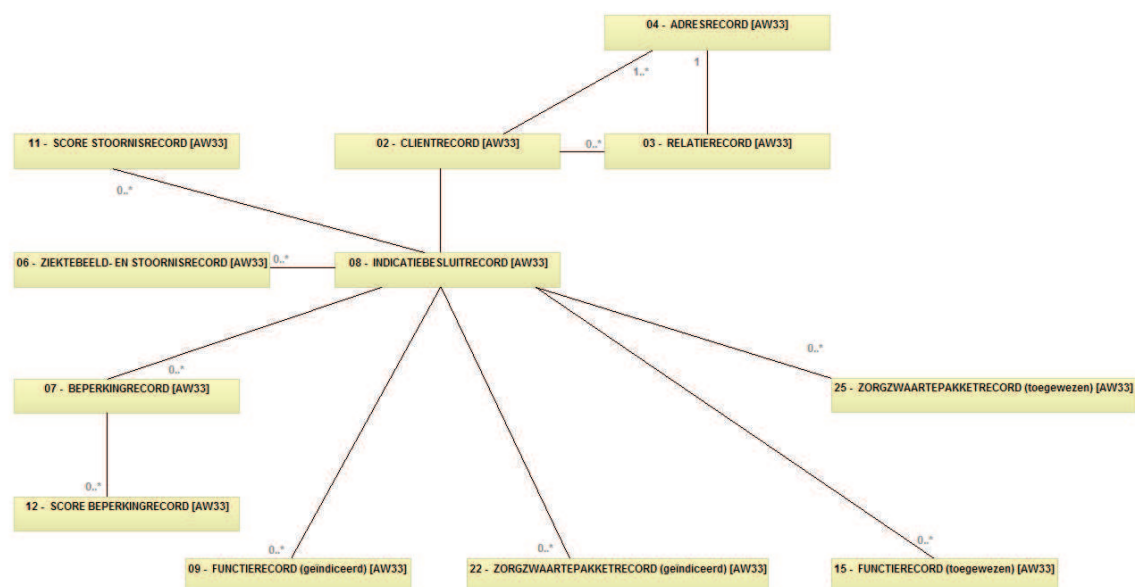 04 - ADRESRECORD [AW33]
1..*
1
11 - SCORE STOORNISRECORD [AW33]
02 - CLIENTRECORD [AW33]
0..*
03 - RELATIERECORD [AW33]
0..*
06 - ZIEKTEBEELD- EN STOORNISRECORD [AW33]
0..*
08 - INDICATIEBESLUITRECORD [AW33]
0..*
0..*
07 - BEPERKINGRECORD [AW33]
25 - ZORGZWAARTEPAKKETRECORD (toegewezen) [AW33]
0..*
12 - SCORE BEPERKINGRECORD [AW33]
0..*
0..*
0..*
09 - FUNCTIERECORD (geïndiceerd) [AW33]
22 - ZORGZWAARTEPAKKETRECORD (geïndiceerd) [AW33]
15 - FUNCTIERECORD (toegewezen) [AW33]